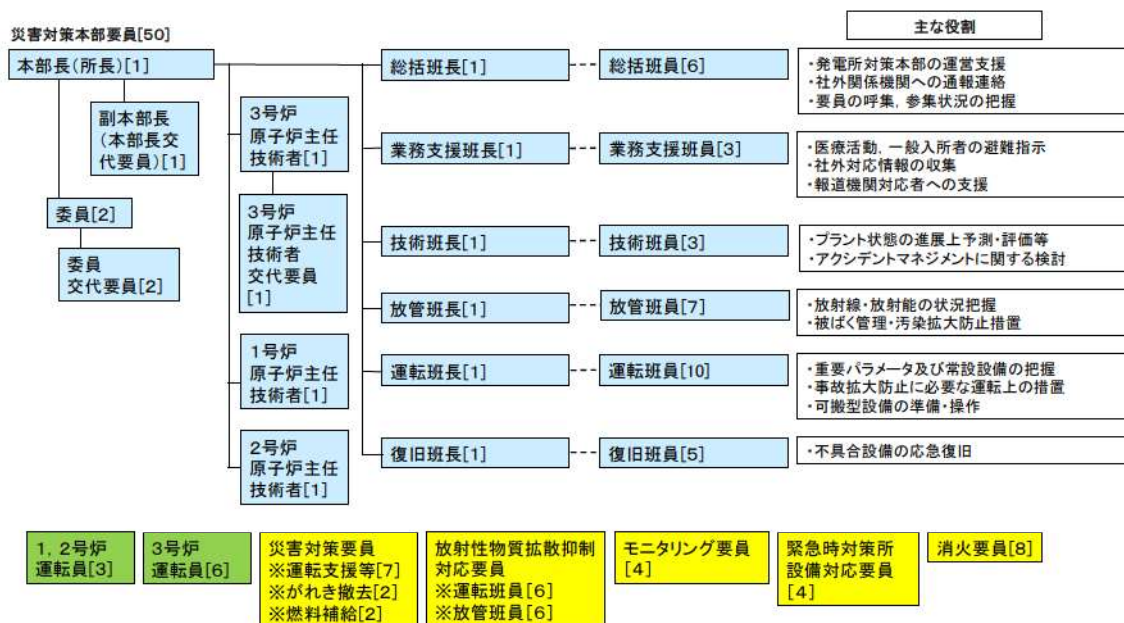 災害対策本部要員[50]
本部長(所長)[1]
副本部長
(本部長交
代要員)[1]
委員[2]
委員
交代要員[2]
3号炉
原子炉主任
技術者[1]
3号炉
原子炉主任
技術者
交代要員
[1]
1号炉
原子炉主任
技術者[1]
2号炉
原子炉主任
技術者[1]
主な役割
総括班長[1]
総括班員[6]
・発電所対策本部の運営支援
・社外関係機関への通報連絡
・要員の呼集，参集状況の把握
業務支援班長[1]
業務支援班員[3]
・医療活動，一般入所者の避難指示
・社外対応情報の収集
・報道機関対応者への支援
技術班長[1]
技術班員[3]
・プラント状態の進展上予測・評価等
・アクシデントマネジメントに関する検討
放管班長[1]
放管班員[7]
・放射線・放射能の状況把握
・被ばく管理・汚染拡大防止措置
運転班長[1]
運転班員[10]
・重要パラメータ及び常設設備の把握
・事故拡大防止に必要な運転上の措置
・可搬型設備の準備・操作
復旧班長[1]
復旧班員[5]
・不具合設備の応急復旧
1，2号炉
運転員[3]
3号炉
運転員[6]
災害対策要員
※運転支援等[7]
※がれき撤去[2]
※燃料補給[2]
放射性物質拡散抑制
対応要員
※運転班員[6]
※放管班員[6]
モニタリング要員
[4]
緊急時対策所
設備対応要員
[4]
消火要員[8]